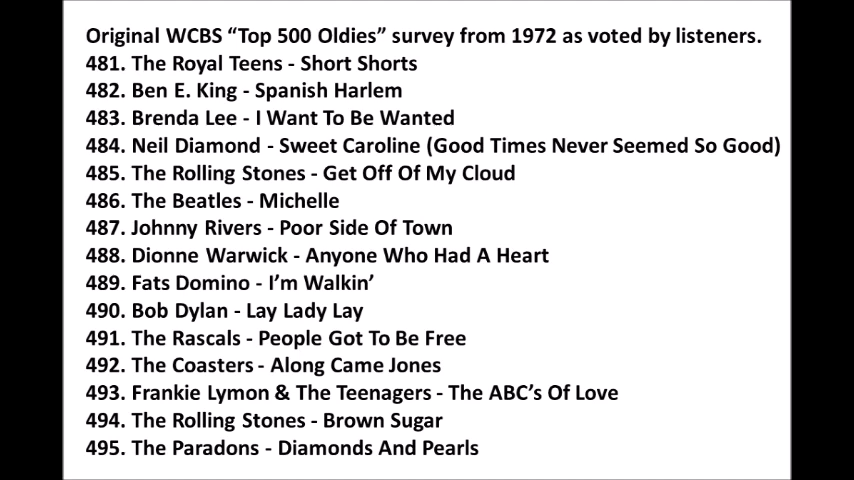 Original WCBS “Top 500 Oldies” survey from 1972 as voted by listeners.
481. The Royal Teens - Short Shorts
482. Ben E. King - Spanish Harlem
483. Brenda Lee - I Want To Be Wanted
484. Neil Diamond - Sweet Caroline (Good Times Never Seemed So Good)
485. The Rolling Stones - Get Off Of My Cloud
486. The Beatles - Michelle
487. Johnny Rivers - Poor Side Of Town
488. Dionne Warwick - Anyone Who Had A Heart
489. Fats Domino - I’m Walkin’
490. Bob Dylan - Lay Lady Lay
491. The Rascals - People Got To Be Free
492. The Coasters - Along Came Jones
493. Frankie Lymon & The Teenagers - The ABC’s Of Love
494. The Rolling Stones - Brown Sugar
495. The Paradons - Diamonds And Pearls